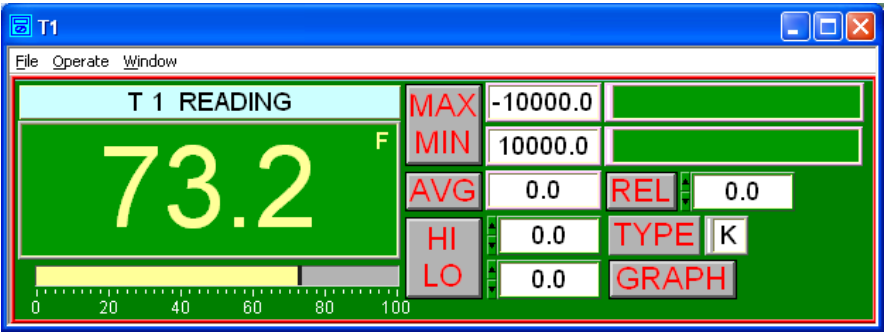 T1
File Operate Window
T 1 READING
73.2
F
0 20 40 60 80 100
MAX -10000.0
MIN 10000.0
AVG 0.0 REL 0.0
HI 0.0 TYPE K
LO 0.0 GRAPH